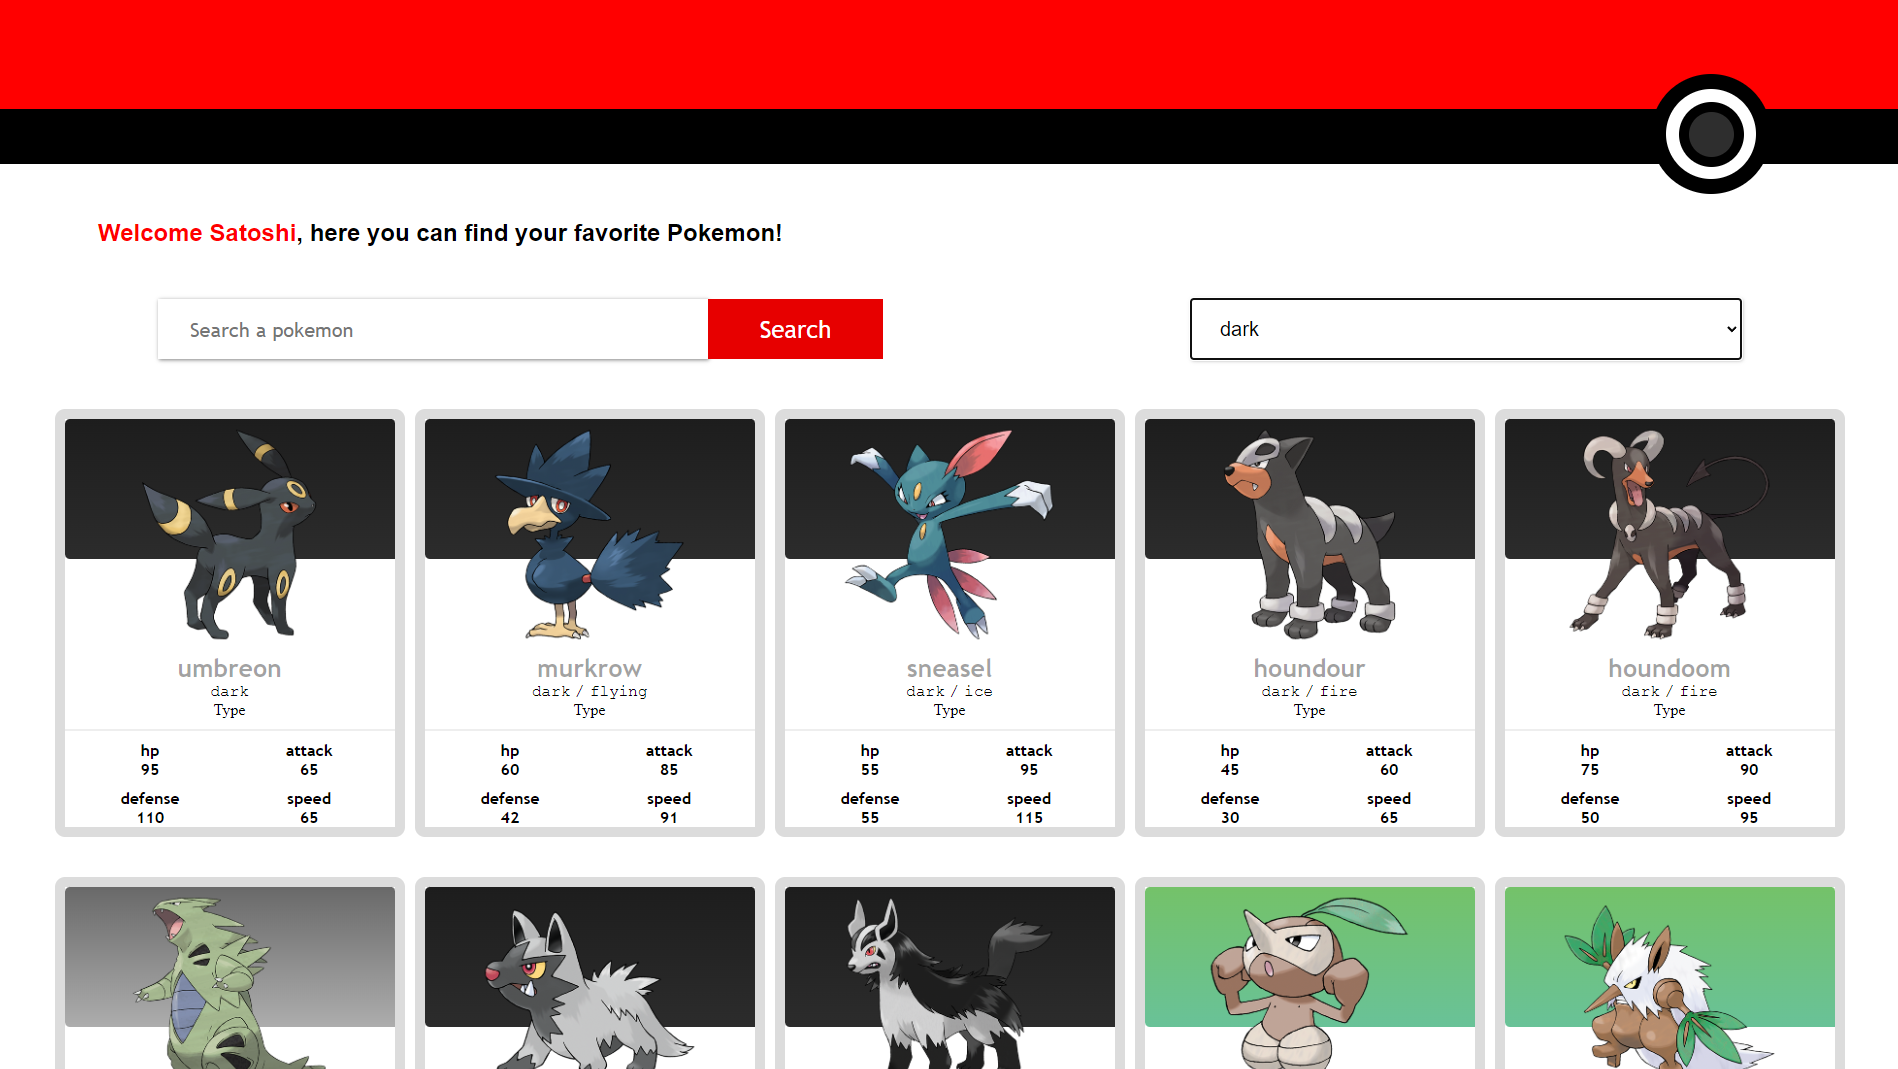 Welcome Satoshi, here you can find your favorite Pokemon!
Search a pokemon
Search
dark
umbreon
dark
Type
hp
95
attack
65
defense
110
speed
65
murkrow
dark / flying
Type
hp
60
attack
85
defense
42
speed
91
sneasel
dark / ice
Type
hp
55
attack
95
defense
55
speed
115
houndour
dark / fire
Type
hp
45
attack
60
defense
30
speed
65
houndoom
dark / fire
Type
hp
75
attack
90
defense
50
speed
95